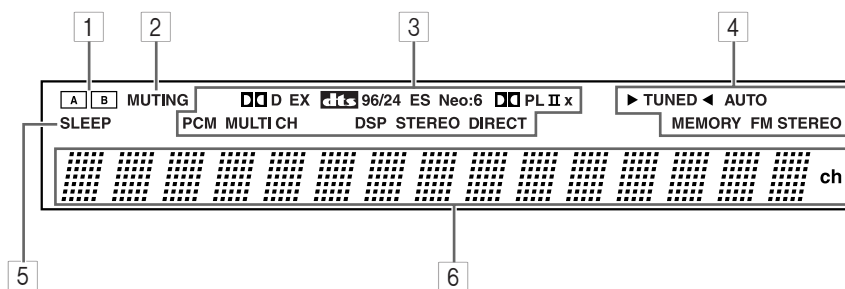 1 2 3 4
A B MUTING D EX dts 96/24 ES Neo:6 PL II x TUNED AUTO
SLEEP PCM MULTI CH DSP STEREO DIRECT MEMORY FM STEREO
ch
5 6